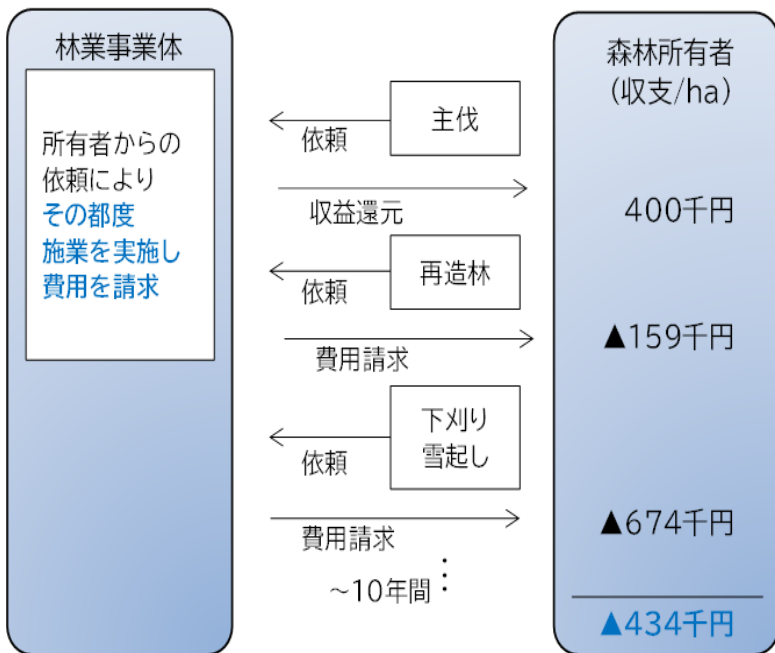 林業事業体
所有者からの
依頼により
その都度
施業を実施し
費用を請求
主伐
依頼
収益還元
再造林
依頼
費用請求
下刈り
雪起し
依頼
費用請求
～10年間
森林所有者
（収支/ha）
400千円
▲159千円
▲674千円
▲434千円